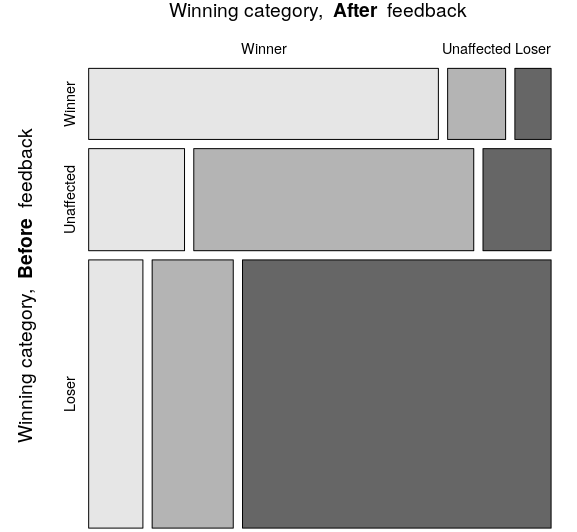 Winning category, After feedback
Winner Unaffected Loser
Winning category, Before feedback
Winner
Unaffected
Loser